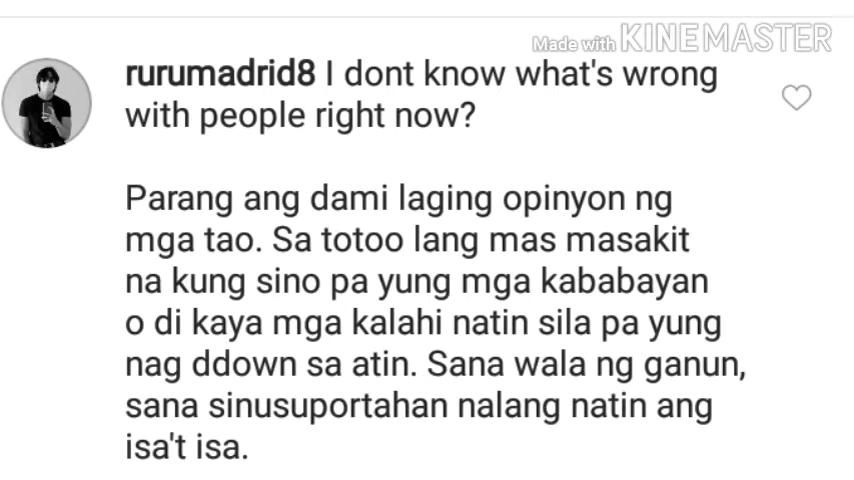 Made with KINEMASTER
rurumadrid8 I dont know what's wrong
with people right now?
Parang ang dami laging opinyon ng
mga tao. Sa totoo lang mas masakit
na kung sino pa yung mga kababayan
o di kaya mga kalahi natin sila pa yung
nag ddown sa atin. Sana wala ng ganun,
sana sinusuportahan nalang natin ang
isa't isa.